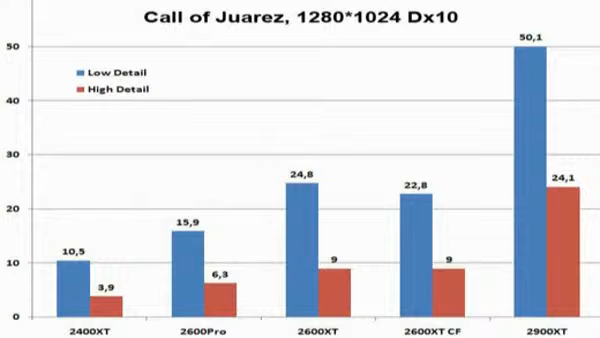 Call of Juarez, 1280*1024 Dx10
50
40
30
20
10
0
Low Detail
High Detail
10,5
3,9
15,9
6,3
24,8
9
22,8
9
50,1
24,1
2400XT
2600Pro
2600XT
2600XT CF
2900XT